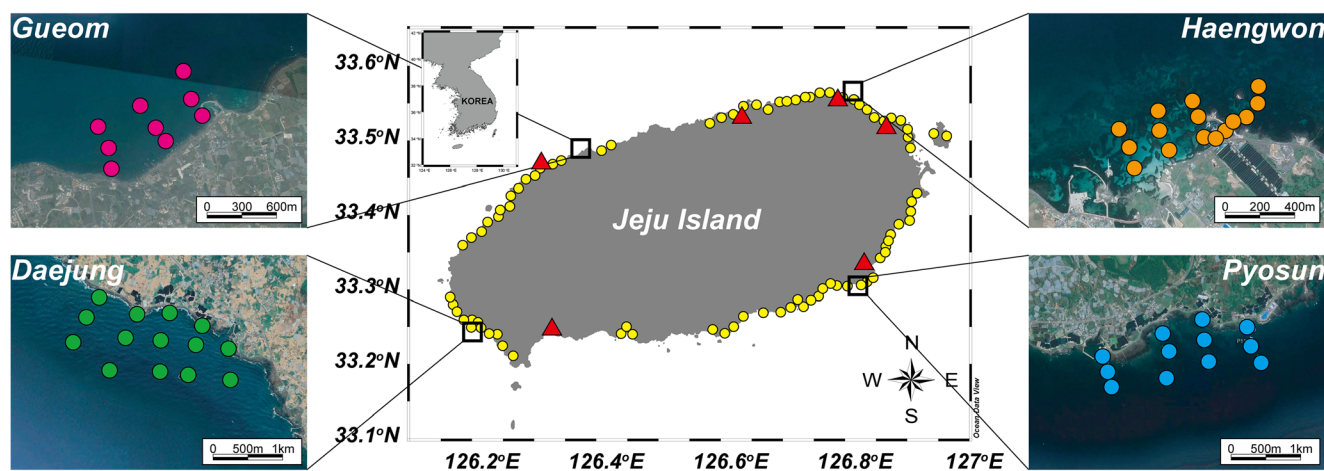 Gueom
0 300 600m
Daejung
0 500m 1km
KOREA
33.6°N
33.5°N
33.4°N
33.3°N
33.2°N
33.1°N
126.2°E
126.4°E
126.6°E
126.8°E
127°E
Jeju Island
N
W E
S
Ocean Data View
Haengwon
0 200 400m
Pyosun
0 500m 1km